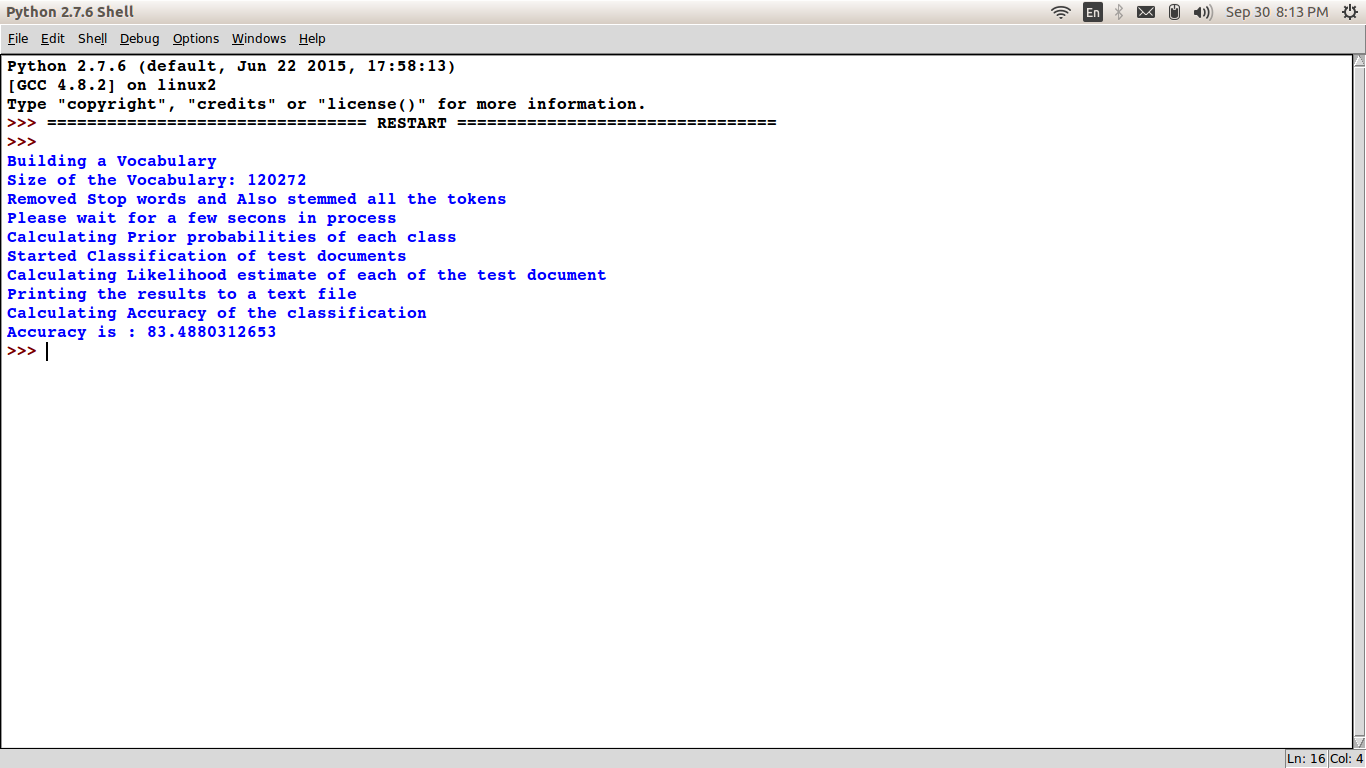 Python 2.7.6 Shell
En
Sep 30 8:13 PM
File Edit Shell Debug Options Windows Help
Python 2.7.6 (default, Jun 22 2015, 17:58:13)
[GCC 4.8.2] on linux2
Type "copyright", "credits" or "license()" for more information.
>>> ================================ RESTART ================================
>>>
Building a Vocabulary
Size of the Vocabulary: 120272
Removed Stop words and Also stemmed all the tokens
Please wait for a few secons in process
Calculating Prior probabilities of each class
Started Classification of test documents
Calculating Likelihood estimate of each of the test document
Printing the results to a text file
Calculating Accuracy of the classification
Accuracy is : 83.4880312653
>>>
Ln: 16 Col: 4